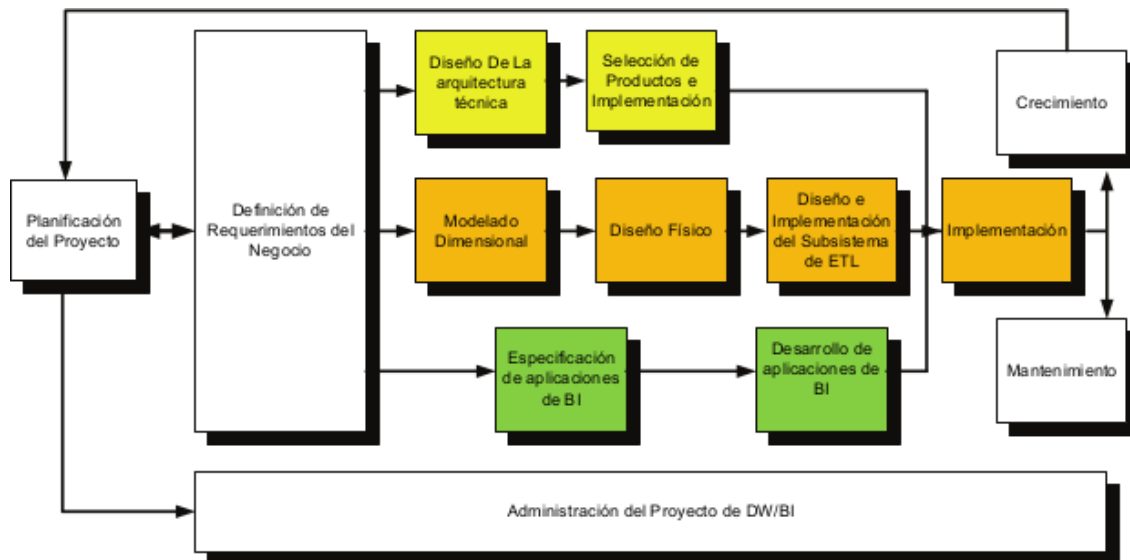 Diseño De La
arquitectura
técnica
Selección de
Productos e
Implementación
Crecimiento
Planificación
del Proyecto
Definición de
Requerimientos del
Negocio
Modelado
Dimensional
Diseño Físico
Diseño e
Implementación
del Subsistema
de ETL
Implementación
Especificación
de aplicaciones
de BI
Desarrollo de
aplicaciones de
BI
Mantenimiento
Administración del Proyecto de DW/BI